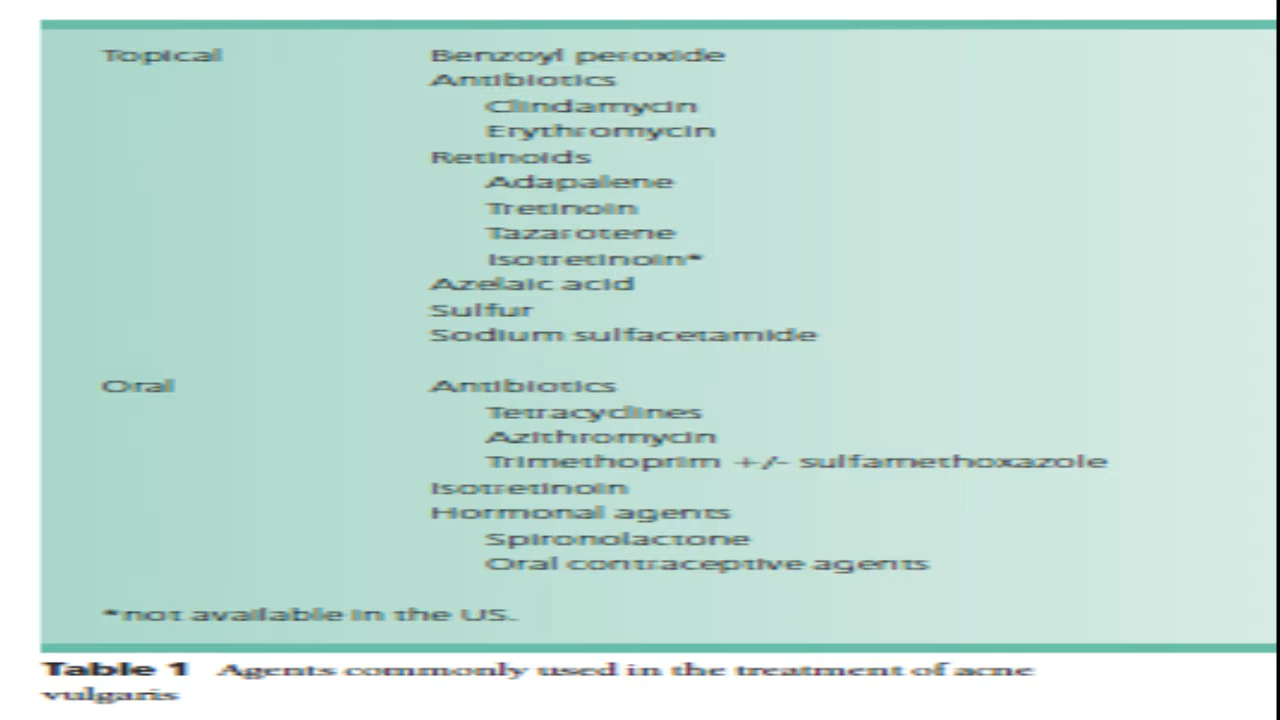 Topical Benzoyl peroxide
Antibiotics
Clindamycin
Erythromycin
Retinoids
Adapalene
Tretinoin
Tazarotene
Isotretinoin*
Azelaic acid
Sulfur
Sodium sulfacetamide
Oral Antibiotics
Tetracyclines
Azithromycin
Trimethoprim +/- sulfamethoxazole
Isotretinoin
Hormonal agents
Spironolactone
Oral contraceptive agents
*not available in the US.
Table 1 Agents commonly used in the treatment of acne
vulgaris